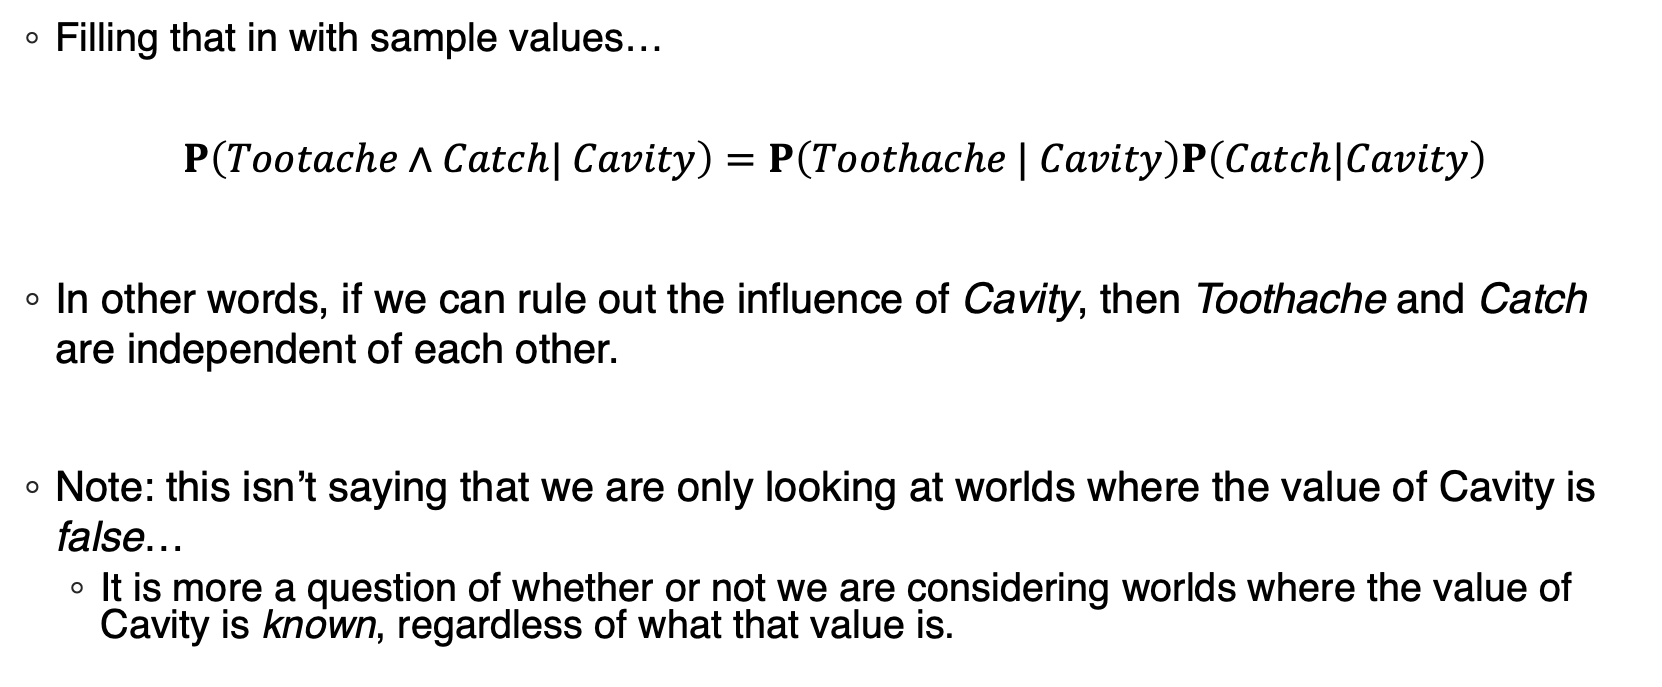 ◦ Filling that in with sample values…
P(Tootache ∧ Catch| Cavity) = P(Toothache | Cavity)P(Catch|Cavity)
◦ In other words, if we can rule out the influence of Cavity, then Toothache and Catch
are independent of each other.
◦ Note: this isn’t saying that we are only looking at worlds where the value of Cavity is
false…
◦ It is more a question of whether or not we are considering worlds where the value of
Cavity is known, regardless of what that value is.